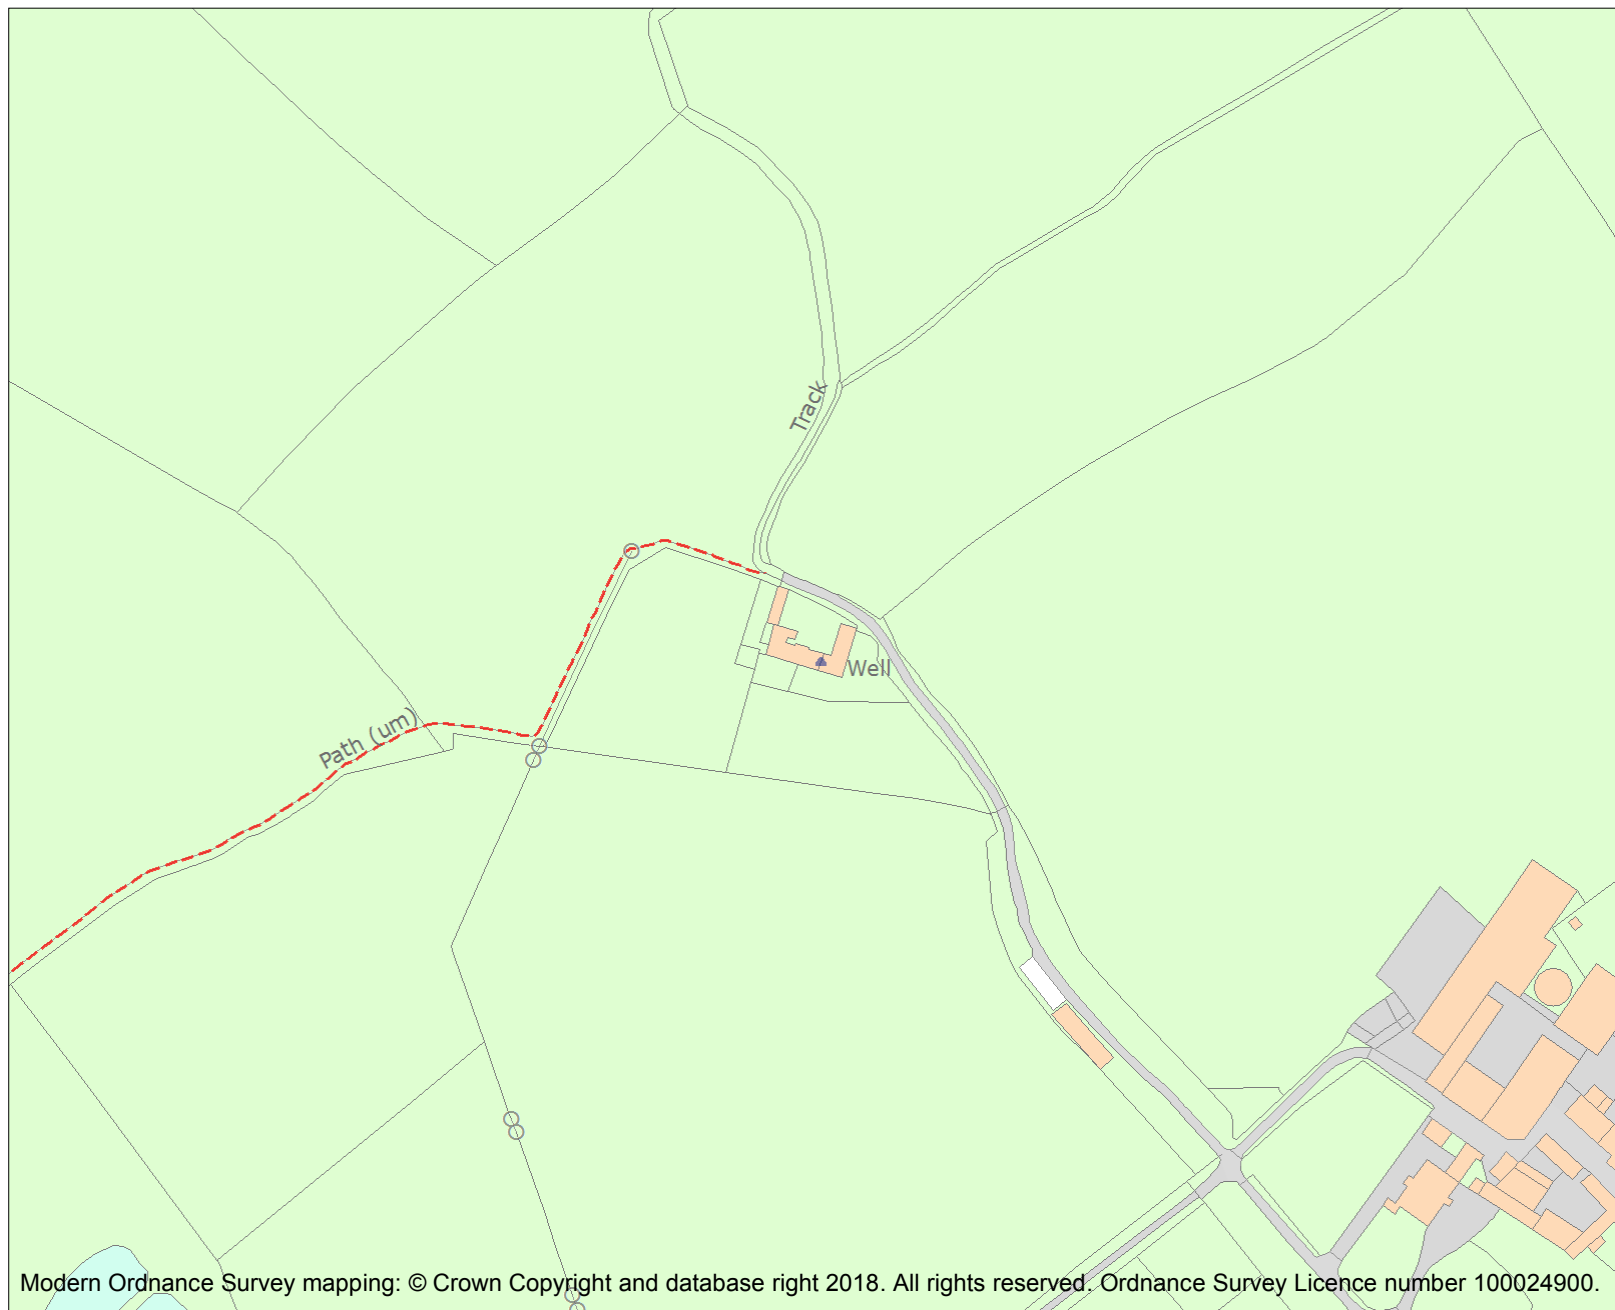 Track
Well
Path (um)
Modern Ordnance Survey mapping: © Crown Copyright and database right 2018. All rights reserved. Ordnance Survey Licence number 100024900.